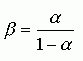 β = α / (1 − α)